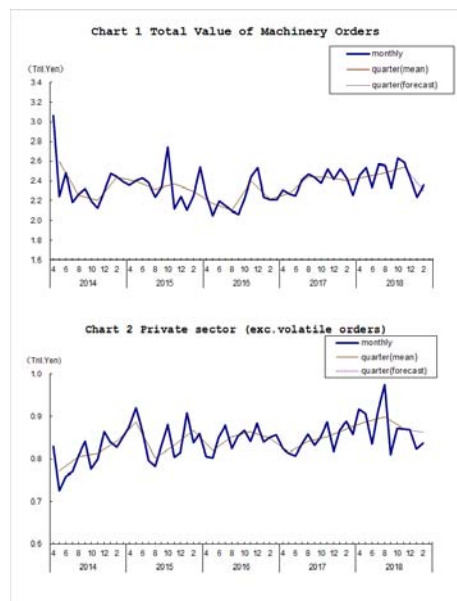 Chart 1 Total Value of Machinery Orders
(Tril.Yen)
monthly
quarter(mean)
quarter(forecast)
3.4
3.2
3.0
2.8
2.6
2.4
2.2
2.0
1.8
1.6
4 6 8 10 12 2 4 6 8 10 12 2 4 6 8 10 12 2 4 6 8 10 12 2 4 6 8 10 12 2
2014 2015 2016 2017 2018
Chart 2 Private sector (exc.volatile orders)
(Tril.Yen)
monthly
quarter(mean)
quarter(forecast)
1.0
0.9
0.8
0.7
0.6
4 6 8 10 12 2 4 6 8 10 12 2 4 6 8 10 12 2 4 6 8 10 12 2 4 6 8 10 12 2
2014 2015 2016 2017 2018